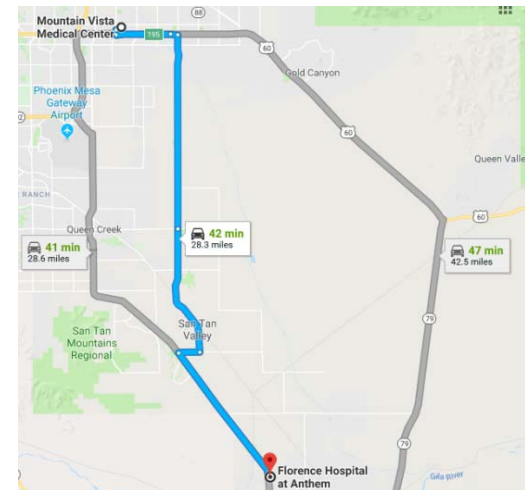 Mountain Vista
Medical Center
195
88
60
Gold Canyon
Phoenix Mesa
Gateway
Airport
60
Queen Valle
RANCH
Queen Creek
60
41 min
28.6 miles
42 min
28.3 miles
47 min
42.5 miles
79
San Tan
Valley
San Tan
Mountains
Regional
79
Florence Hospital
at Anthem
Gila River